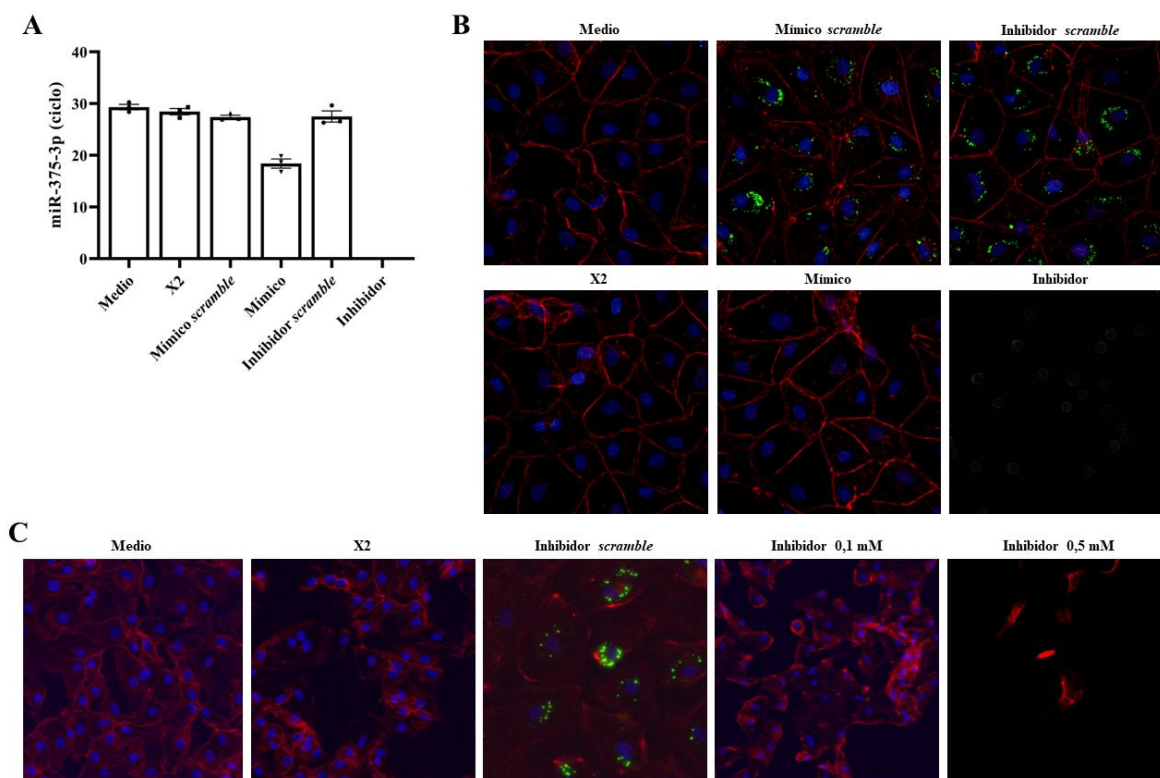 A
40
30
20
10
0
miR-375-3p (ciclo)
Medio
X2
Mímico scramble
Mímico
Inhibidor scramble
Inhibidor
B
Medio
Mímico scramble
Inhibidor scramble
X2
Mímico
Inhibidor
C
Medio
X2
Inhibidor scramble
Inhibidor 0,1 mM
Inhibidor 0,5 mM